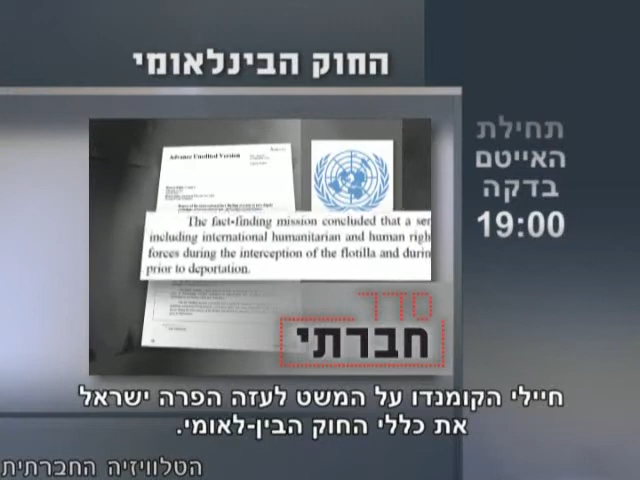 החוק הבינלאומי
תחילת
האייטם
בדקה
19:00
Advance Unedited Version
The fact-finding mission concluded that a ser
including international humanitarian and human righ
forces during the interception of the flotilla and durin
prior to deportation.
סדר
חברתי
חיילי הקומנדו על המשט לעזה הפרה ישראל
את כללי החוק הבין-לאומי.
הטלוויזיה החברתית